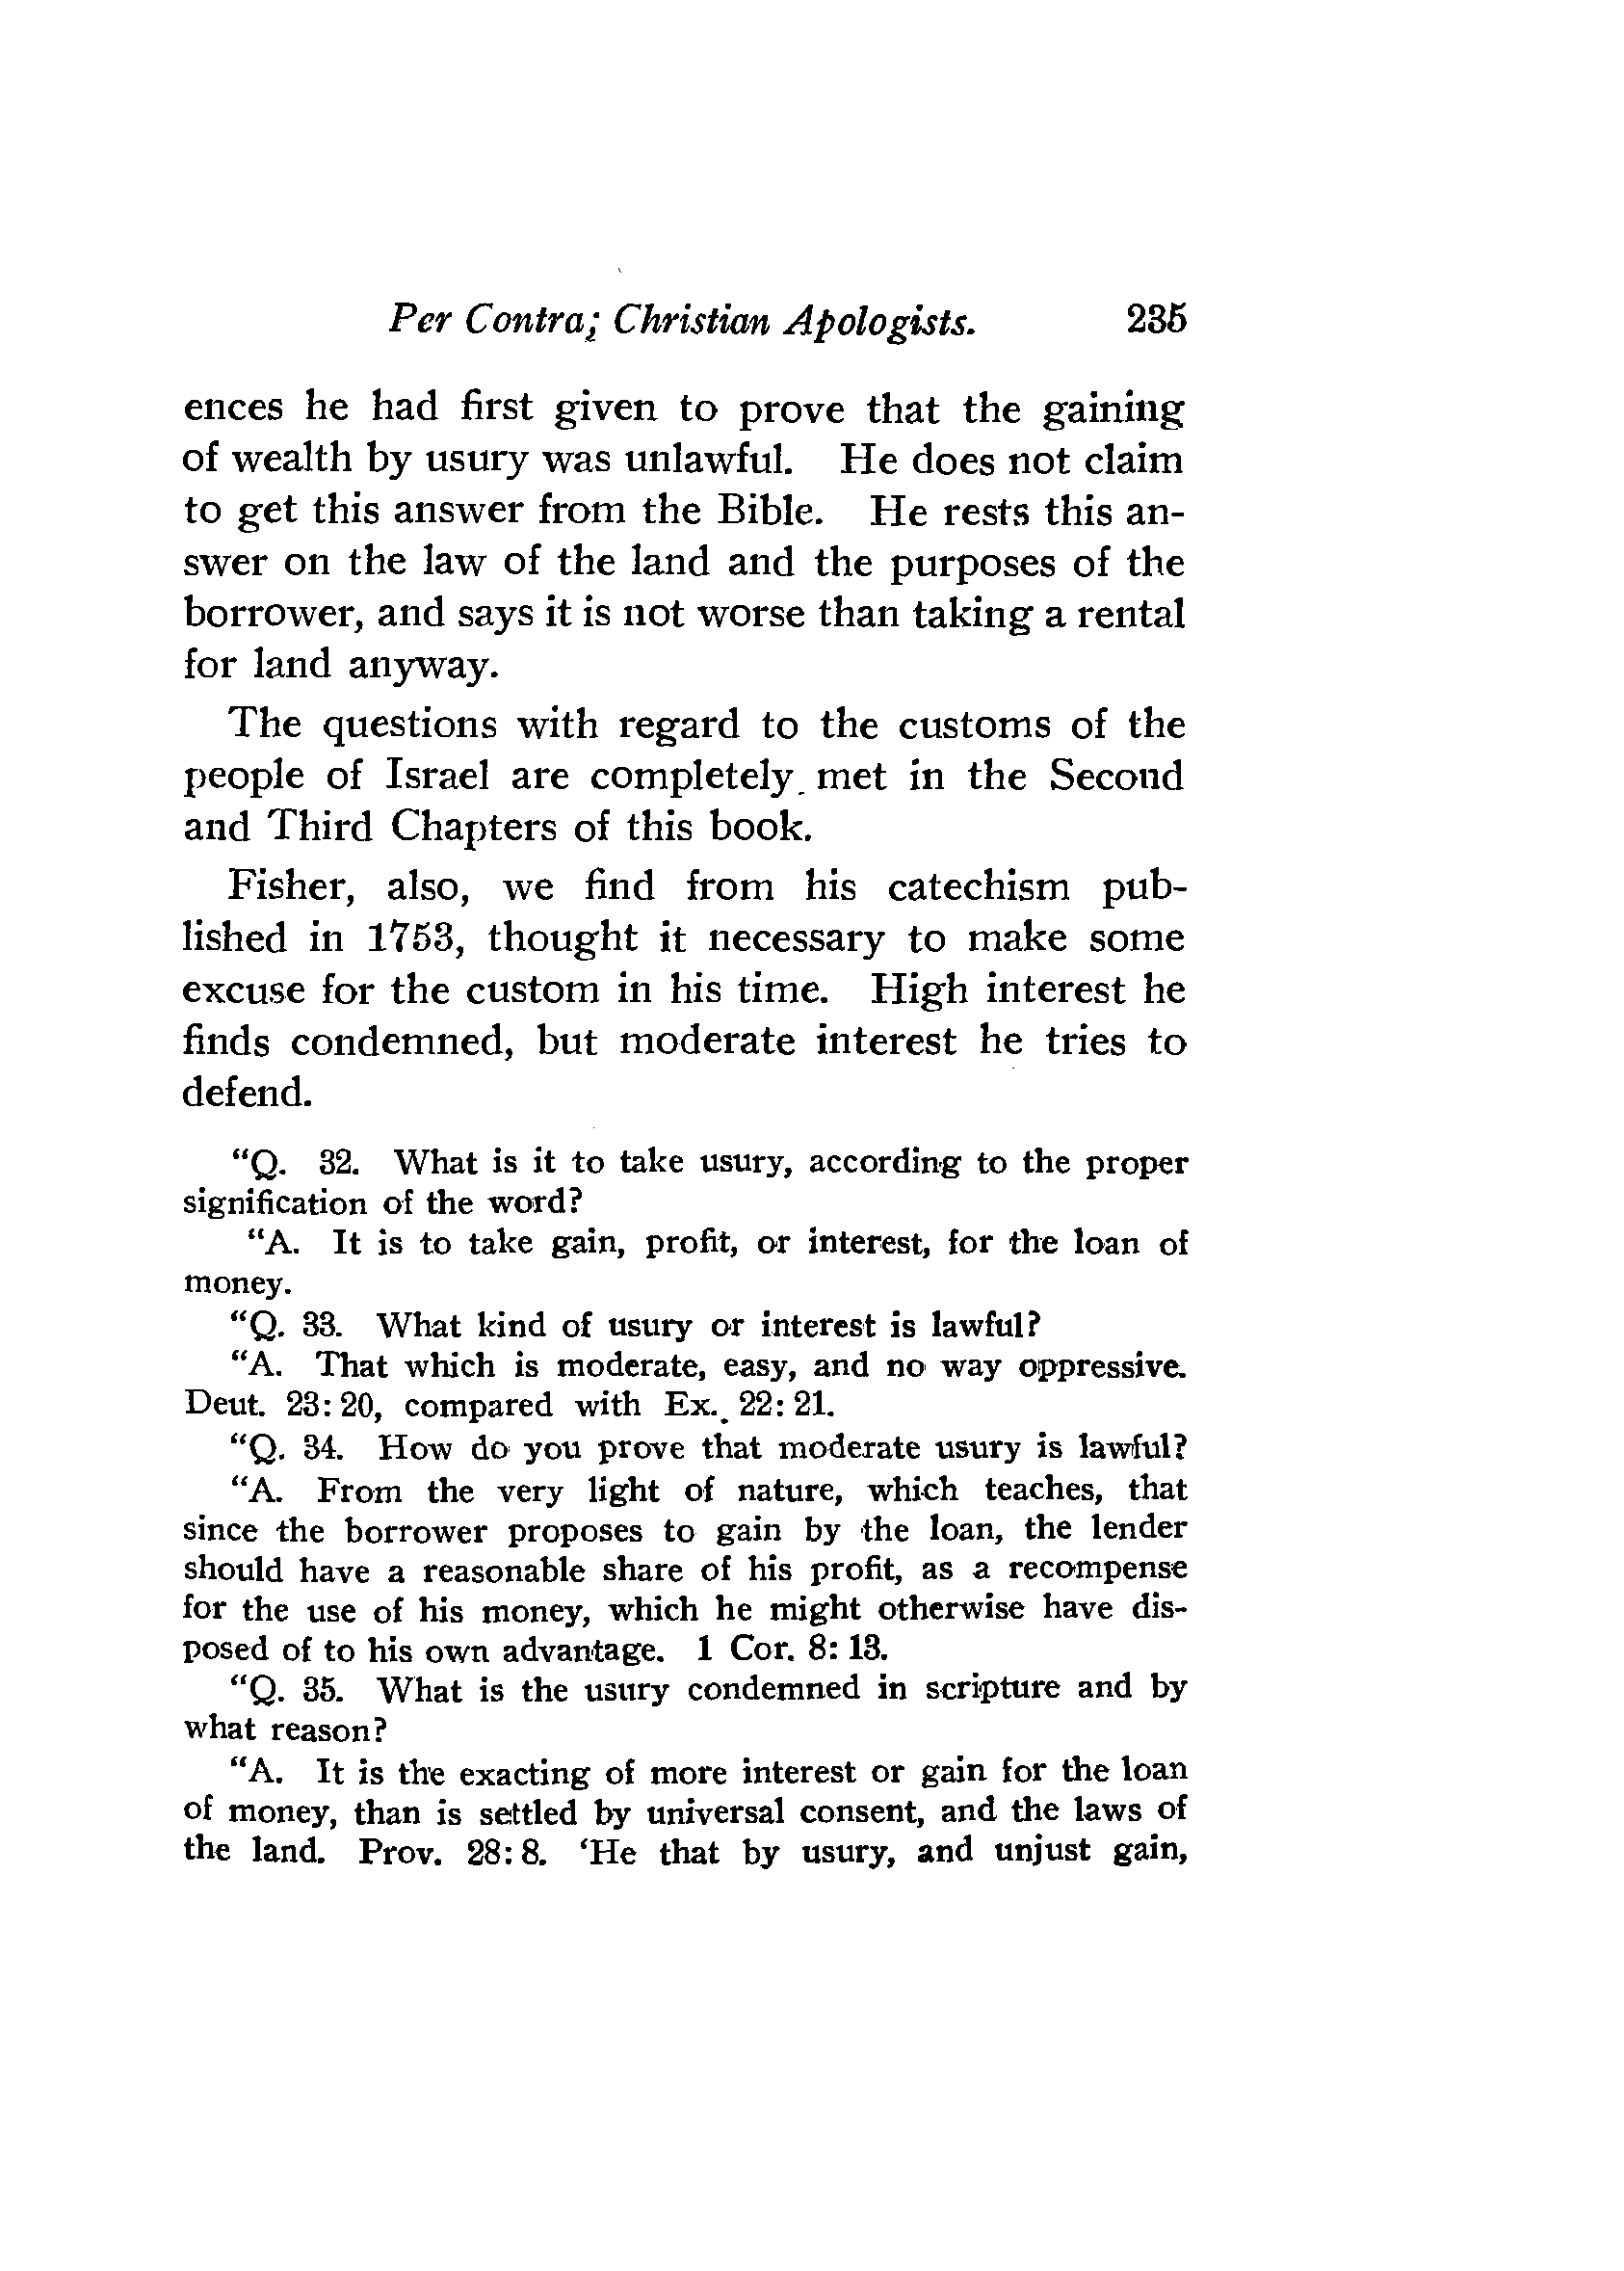 Per Contra; Christian Apologists. 235
ences he had first given to prove that the gaining
of wealth by usury was unlawful. He does not claim
to get this answer from the Bible. He rests this an-
swer on the law of the land and the purposes of the
borrower, and says it is not worse than taking a rental
for land anyway.
The questions with regard to the customs of the
people of Israel are completely met in the Second
and Third Chapters of this book.
Fisher, also, we find from his catechism pub-
lished in 1753, thought it necessary to make some
excuse for the custom in his time. High interest he
finds condemned, but moderate interest he tries to
defend.
"Q. 32. What is it to take usury, according to the proper
signification of the word?
"A. It is to take gain, profit, or interest, for the loan of
money.
"Q. 33. What kind of usury or interest is lawful?
"A. That which is moderate, easy, and no way oppressive.
Deut. 23: 20, compared with Ex. 22: 21.
"Q. 34. How do you prove that moderate usury is lawful?
"A. From the very light of nature, which teaches, that
since the borrower proposes to gain by the loan, the lender
should have a reasonable share of his profit, as a recompense
for the use of his money, which he might otherwise have dis-
posed of to his own advantage. 1 Cor. 8: 13.
"Q. 35. What is the usury condemned in scripture and by
what reason?
"A. It is the exacting of more interest or gain for the loan
of money, than is settled by universal consent, and the laws of
the land. Prov. 28: 8. 'He that by usury, and unjust gain,